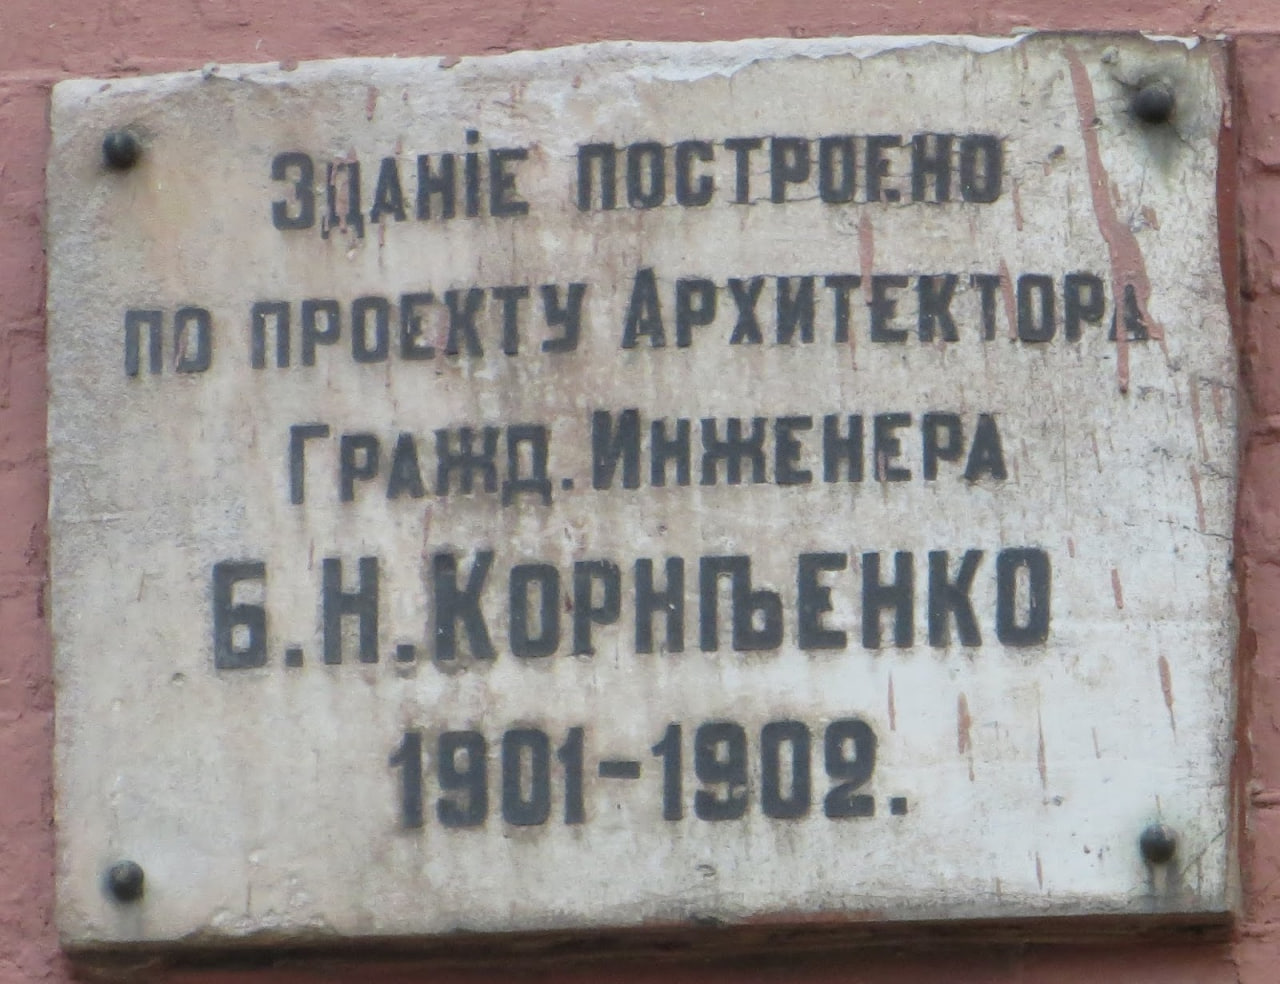 Зданіе построено
по проекту Архитектора
Гражд. Инженера
Б.Н.Корнѣенко
1901-1902.